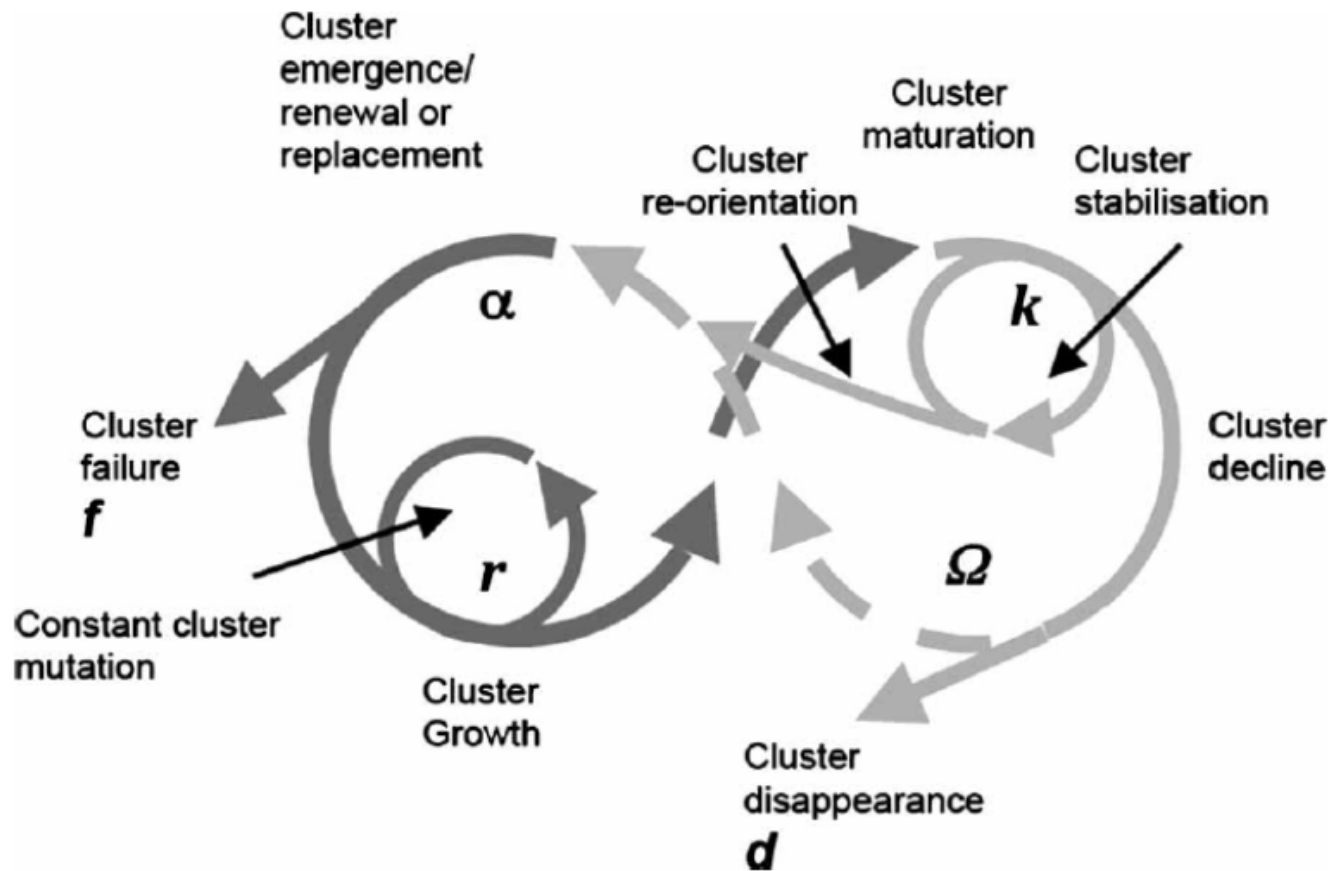 Cluster
emergence/
renewal or
replacement
Cluster
maturation
Cluster
re-orientation
Cluster
stabilisation
α
k
Cluster
failure
f
Cluster
decline
r
Ω
Constant cluster
mutation
Cluster
Growth
Cluster
disappearance
d